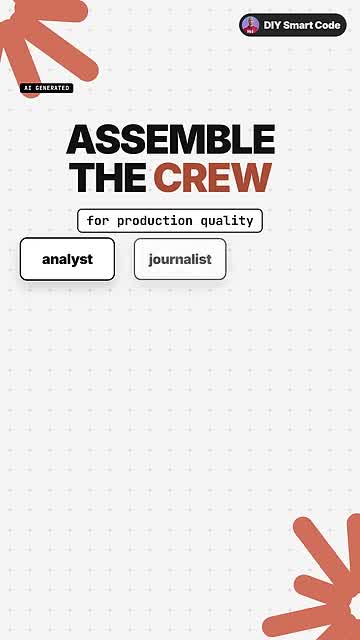 DIY Smart Code
AI GENERATED
ASSEMBLE
THE CREW
for production quality
analyst
journalist